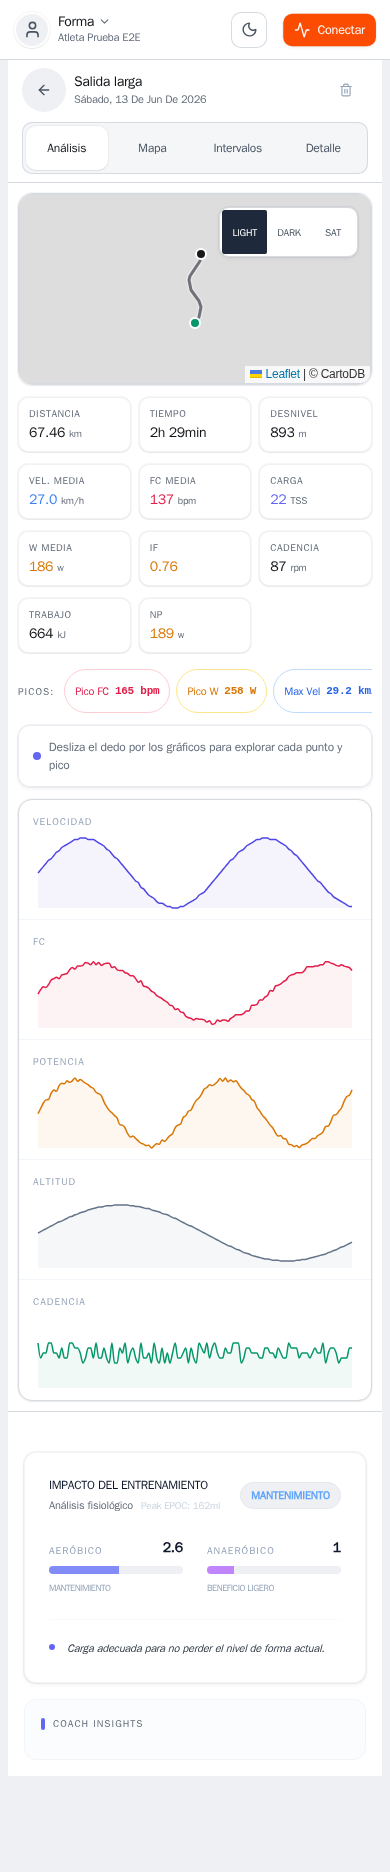 Forma
Atleta Prueba E2E
Conectar
Salida larga
Sábado, 13 De Jun De 2026
Análisis
Mapa
Intervalos
Detalle
LIGHT
DARK
SAT
Leaflet | © CartoDB
DISTANCIA
67.46 km
TIEMPO
2h 29min
DESNIVEL
893 m
VEL. MEDIA
27.0 km/h
FC MEDIA
137 bpm
CARGA
22 TSS
W MEDIA
186 w
IF
0.76
CADENCIA
87 rpm
TRABAJO
664 kJ
NP
189 w
PICOS:
Pico FC 165 bpm
Pico W 258 W
Max Vel 29.2 km
Desliza el dedo por los gráficos para explorar cada punto y
pico
VELOCIDAD
FC
POTENCIA
ALTITUD
CADENCIA
IMPACTO DEL ENTRENAMIENTO
Análisis fisiológico
Peak EPOC: 162ml
MANTENIMIENTO
AERÓBICO
2.6
MANTENIMIENTO
ANAERÓBICO
1
BENEFICIO LIGERO
Carga adecuada para no perder el nivel de forma actual.
COACH INSIGHTS